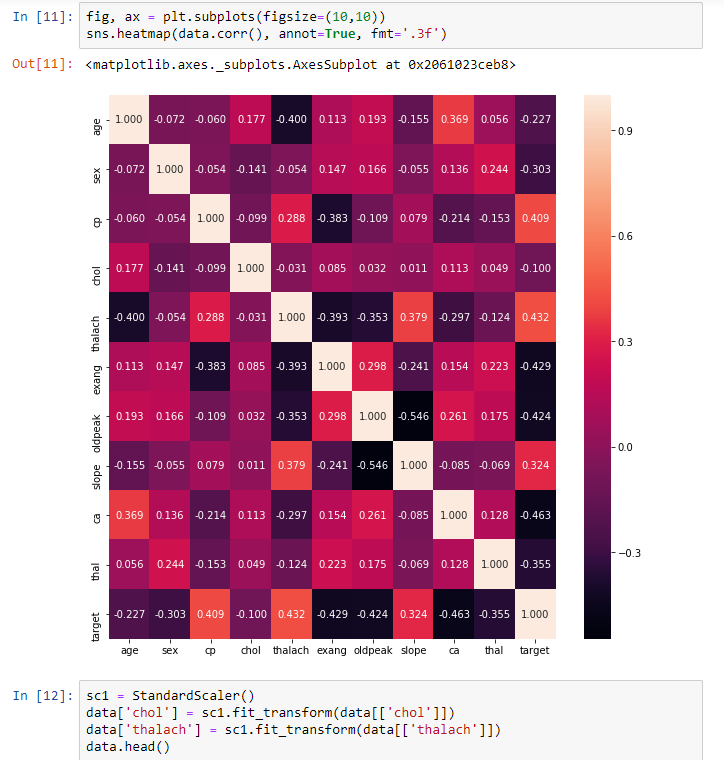 In [11]: fig, ax = plt.subplots(figsize=(10,10))
sns.heatmap(data.corr(), annot=True, fmt='.3f')
Out[11]: <matplotlib.axes._subplots.AxesSubplot at 0x2061023ceb8>
age 1.000 -0.072 -0.060 0.177 -0.400 0.113 0.193 -0.155 0.369 0.056 -0.227
sex -0.072 1.000 -0.054 -0.141 -0.054 0.147 0.166 -0.055 0.136 0.244 -0.303
cp -0.060 -0.054 1.000 -0.099 0.288 -0.383 -0.109 0.079 -0.214 -0.153 0.409
chol 0.177 -0.141 -0.099 1.000 -0.031 0.085 0.032 0.011 0.113 0.049 -0.100
thalach -0.400 -0.054 0.288 -0.031 1.000 -0.393 -0.353 0.379 -0.297 -0.124 0.432
exang 0.113 0.147 -0.383 0.085 -0.393 1.000 0.298 -0.241 0.154 0.223 -0.429
oldpeak 0.193 0.166 -0.109 0.032 -0.353 0.298 1.000 -0.546 0.261 0.175 -0.424
slope -0.155 -0.055 0.079 0.011 0.379 -0.241 -0.546 1.000 -0.085 -0.069 0.324
ca 0.369 0.136 -0.214 0.113 -0.297 0.154 0.261 -0.085 1.000 0.128 -0.463
thal 0.056 0.244 -0.153 0.049 -0.124 0.223 0.175 -0.069 0.128 1.000 -0.355
target -0.227 -0.303 0.409 -0.100 0.432 -0.429 -0.424 0.324 -0.463 -0.355 1.000
age sex cp chol thalach exang oldpeak slope ca thal target
0.9
0.6
0.3
0.0
−0.3
In [12]: sc1 = StandardScaler()
data['chol'] = sc1.fit_transform(data[['chol']])
data['thalach'] = sc1.fit_transform(data[['thalach']])
data.head()